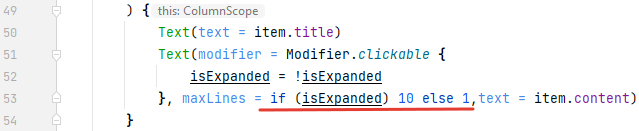 49 ) { this: ColumnScope
50 Text(text = item.title)
51 Text(modifier = Modifier.clickable {
52 isExpanded = !isExpanded
53 }, maxLines = if (isExpanded) 10 else 1,text = item.content)
54 }